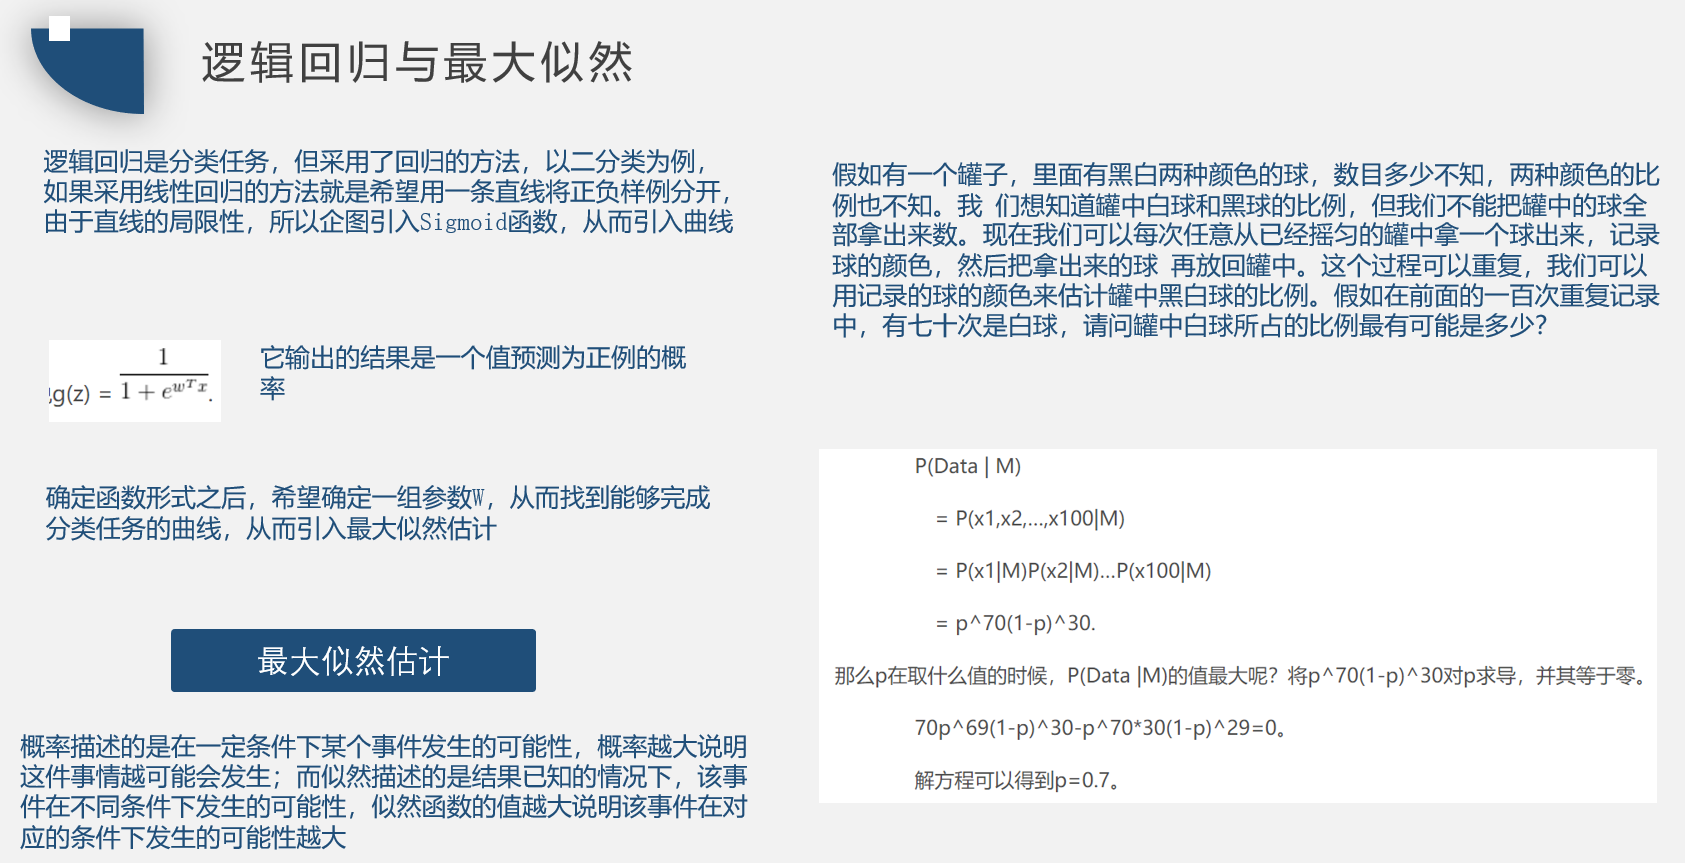 逻辑回归与最大似然
逻辑回归是分类任务，但采用了回归的方法，以二分类为例，
如果采用线性回归的方法就是希望用一条直线将正负样例分开，
由于直线的局限性，所以企图引入Sigmoid函数，从而引入曲线
g(z) = \frac{1}{1 + e^{w^T x}}.
它输出的结果是一个值预测为正例的概
率
确定函数形式之后，希望确定一组参数W，从而找到能够完成
分类任务的曲线，从而引入最大似然估计
最大似然估计
概率描述的是在一定条件下某个事件发生的可能性，概率越大说明
这件事情越可能会发生；而似然描述的是结果已知的情况下，该事
件在不同条件下发生的可能性，似然函数的值越大说明该事件在对
应的条件下发生的可能性越大
假如有一个罐子，里面有黑白两种颜色的球，数目多少不知，两种颜色的比
例也不知。我 们想知道罐中白球和黑球的比例，但我们不能把罐中的球全
部拿出来数。现在我们可以每次任意从已经摇匀的罐中拿一个球出来，记录
球的颜色，然后把拿出来的球 再放回罐中。这个过程可以重复，我们可以
用记录的球的颜色来估计罐中黑白球的比例。假如在前面的一百次重复记录
中，有七十次是白球，请问罐中白球所占的比例最有可能是多少？
P(Data | M)
= P(x1,x2,…,x100|M)
= P(x1|M)P(x2|M)…P(x100|M)
= p^70(1-p)^30.
那么p在取什么值的时候，P(Data |M)的值最大呢？将p^70(1-p)^30对p求导，并其等于零。
70p^69(1-p)^30-p^70*30(1-p)^29=0。
解方程可以得到p=0.7。